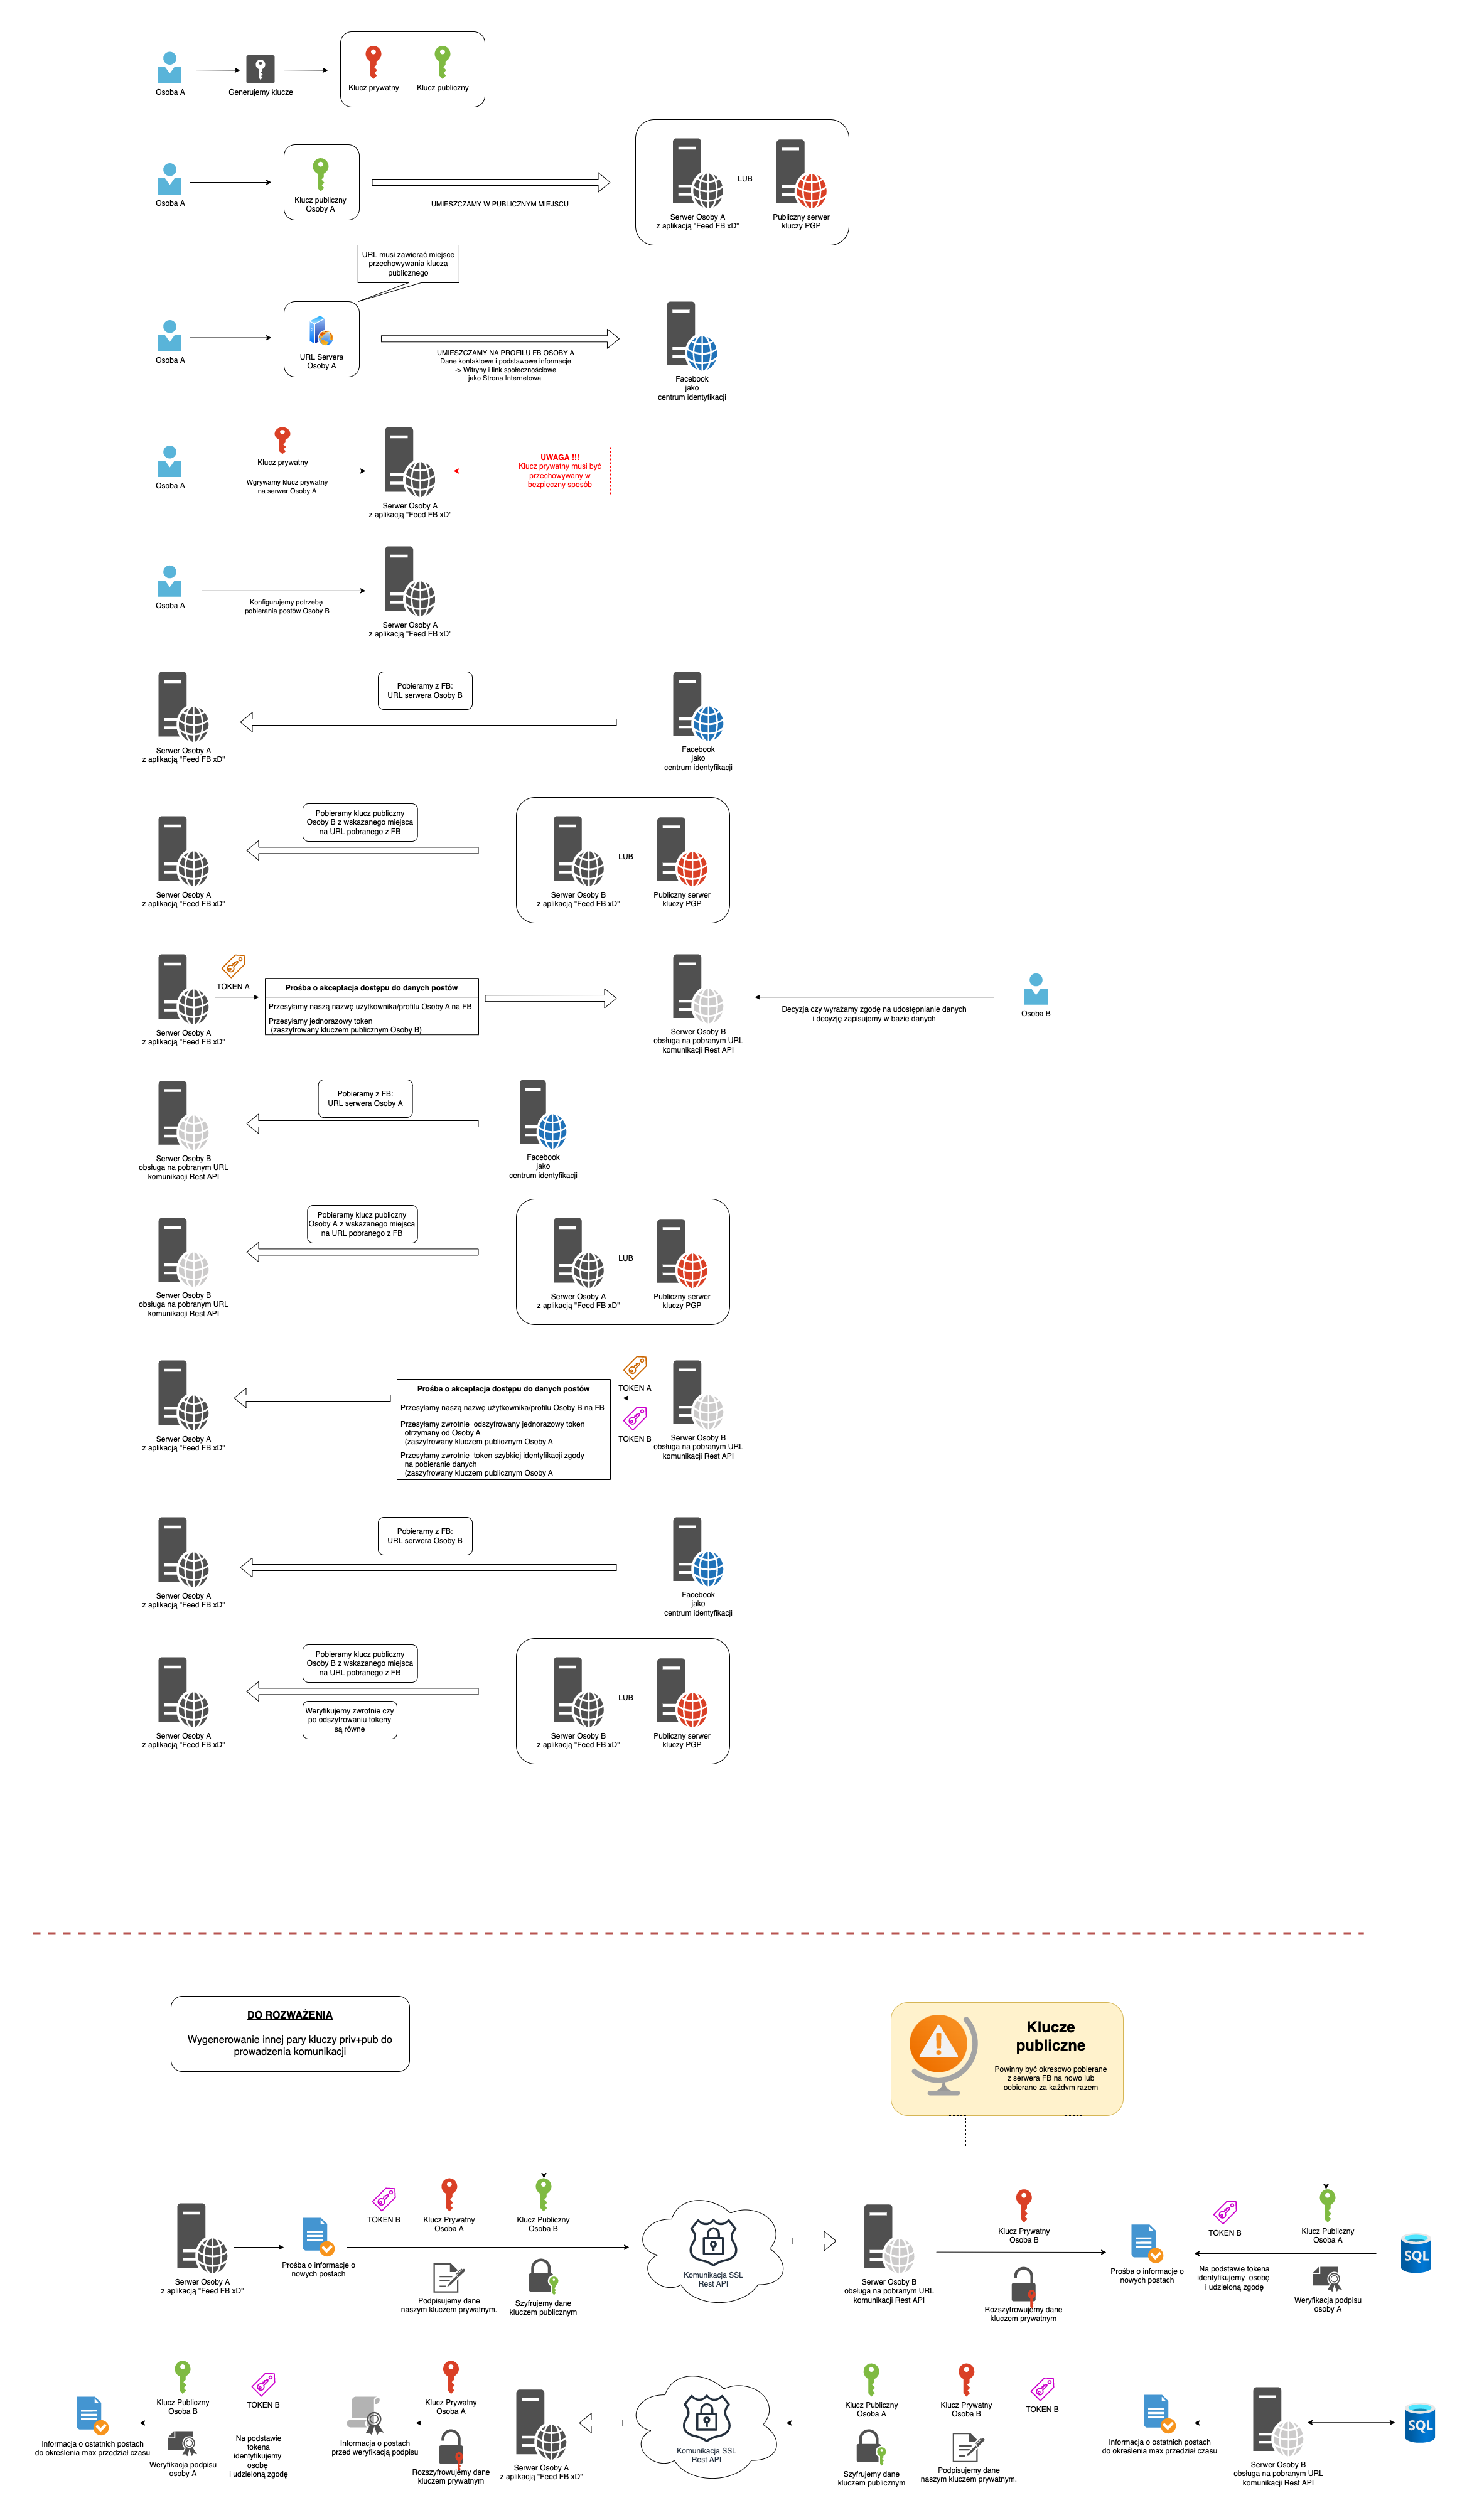 Osoba A
Generujemy klucze
Klucz prywatny
Klucz publiczny
Osoba A
Klucz publiczny
Osoby A
UMIESZCZAMY W PUBLICZNYM MIEJSCU
Serwer Osoby A
z aplikacją "Feed FB xD"
LUB
Publiczny serwer
kluczy PGP
URL musi zawierać miejsce
przechowywania klucza
publicznego
Osoba A
URL Servera
Osoby A
UMIESZCZAMY NA PROFILU FB OSOBY A
Dane kontaktowe i podstawowe informacje
-> Witryny i link społecznościowe
jako Strona Internetowa
Facebook
jako
centrum identyfikacji
Osoba A
Klucz prywatny
Wgrywamy klucz prywatny
na serwer Osoby A
Serwer Osoby A
z aplikacją "Feed FB xD"
UWAGA !!!
Klucz prywatny musi być
przechowywany w
bezpieczny sposób
Osoba A
Konfigurujemy potrzebę
pobierania postów Osoby B
Serwer Osoby A
z aplikacją "Feed FB xD"
Serwer Osoby A
z aplikacją "Feed FB xD"
Pobieramy z FB:
URL serwera Osoby B
Facebook
jako
centrum identyfikacji
Serwer Osoby A
z aplikacją "Feed FB xD"
Pobieramy klucz publiczny
Osoby B z wskazanego miejsca
na URL pobranego z FB
Serwer Osoby B
z aplikacją "Feed FB xD"
LUB
Publiczny serwer
kluczy PGP
Serwer Osoby A
z aplikacją "Feed FB xD"
TOKEN A
Prośba o akceptacja dostępu do danych postów
Przesyłamy naszą nazwę użytkownika/profilu Osoby A na FB
Przesyłamy jednorazowy token
(zaszyfrowany kluczem publicznym Osoby B)
Serwer Osoby B
obsługa na pobranym URL
komunikacji Rest API
Decyzja czy wyrażamy zgodę na udostępnianie danych
i decyzję zapisujemy w bazie danych
Osoba B
Serwer Osoby B
obsługa na pobranym URL
komunikacji Rest API
Pobieramy z FB:
URL serwera Osoby A
Facebook
jako
centrum identyfikacji
Serwer Osoby B
obsługa na pobranym URL
komunikacji Rest API
Pobieramy klucz publiczny
Osoby A z wskazanego miejsca
na URL pobranego z FB
Serwer Osoby A
z aplikacją "Feed FB xD"
LUB
Publiczny serwer
kluczy PGP
Serwer Osoby A
z aplikacją "Feed FB xD"
Prośba o akceptacja dostępu do danych postów
Przesyłamy naszą nazwę użytkownika/profilu Osoby B na FB
Przesyłamy zwrotnie odszyfrowany jednorazowy token
otrzymany od Osoby A
(zaszyfrowany kluczem publicznym Osoby A
Przesyłamy zwrotnie token szybkiej identyfikacji zgody
na pobieranie danych
(zaszyfrowany kluczem publicznym Osoby A
TOKEN A
TOKEN B
Serwer Osoby B
obsługa na pobranym URL
komunikacji Rest API
Serwer Osoby A
z aplikacją "Feed FB xD"
Pobieramy z FB:
URL serwera Osoby B
Facebook
jako
centrum identyfikacji
Serwer Osoby A
z aplikacją "Feed FB xD"
Pobieramy klucz publiczny
Osoby B z wskazanego miejsca
na URL pobranego z FB
Weryfikujemy zwrotnie czy
po odszyfrowaniu tokeny
są równe
Serwer Osoby B
z aplikacją "Feed FB xD"
LUB
Publiczny serwer
kluczy PGP
DO ROZWAŻENIA
Wygenerowanie innej pary kluczy priv+pub do
prowadzenia komunikacji
Klucze
publiczne
Powinny być okresowo pobierane
z serwera FB na nowo lub
pobierane za każdym razem
Serwer Osoby A
z aplikacją "Feed FB xD"
Prośba o informacje o
nowych postach
TOKEN B
Klucz Prywatny
Osoba A
Klucz Publiczny
Osoba B
Podpisujemy dane
naszym kluczem prywatnym.
Szyfrujemy dane
kluczem publicznym
Komunikacja SSL
Rest API
Serwer Osoby B
obsługa na pobranym URL
komunikacji Rest API
Klucz Prywatny
Osoba B
Rozszyfrowujemy dane
kluczem prywatnym
Prośba o informacje o
nowych postach
TOKEN B
Na podstawie tokena
identyfikujemy osobę
i udzieloną zgodę
Klucz Publiczny
Osoba A
Weryfikacja podpisu
osoby A
SQL
Informacja o ostatnich postach
do określenia max przedział czasu
Klucz Publiczny
Osoba B
Weryfikacja podpisu
osoby A
TOKEN B
Na podstawie
tokena
identyfikujemy
osobę
i udzieloną zgodę
Informacja o postach
przed weryfikacją podpisu
Klucz Prywatny
Osoba A
Rozszyfrowujemy dane
kluczem prywatnym
Serwer Osoby A
z aplikacją "Feed FB xD"
Komunikacja SSL
Rest API
Klucz Publiczny
Osoba A
Szyfrujemy dane
kluczem publicznym
Klucz Prywatny
Osoba B
Podpisujemy dane
naszym kluczem prywatnym.
TOKEN B
Informacja o ostatnich postach
do określenia max przedział czasu
Serwer Osoby B
obsługa na pobranym URL
komunikacji Rest API
SQL